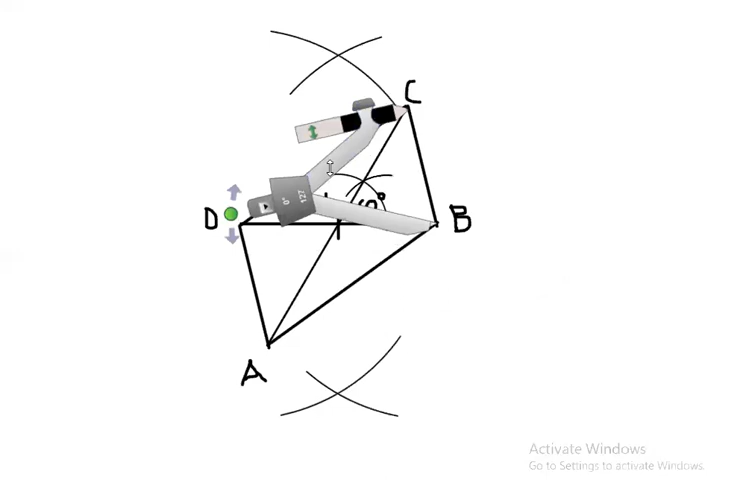 C
0°
127
D
B
A
Activate Windows
Go to Settings to activate Windows.